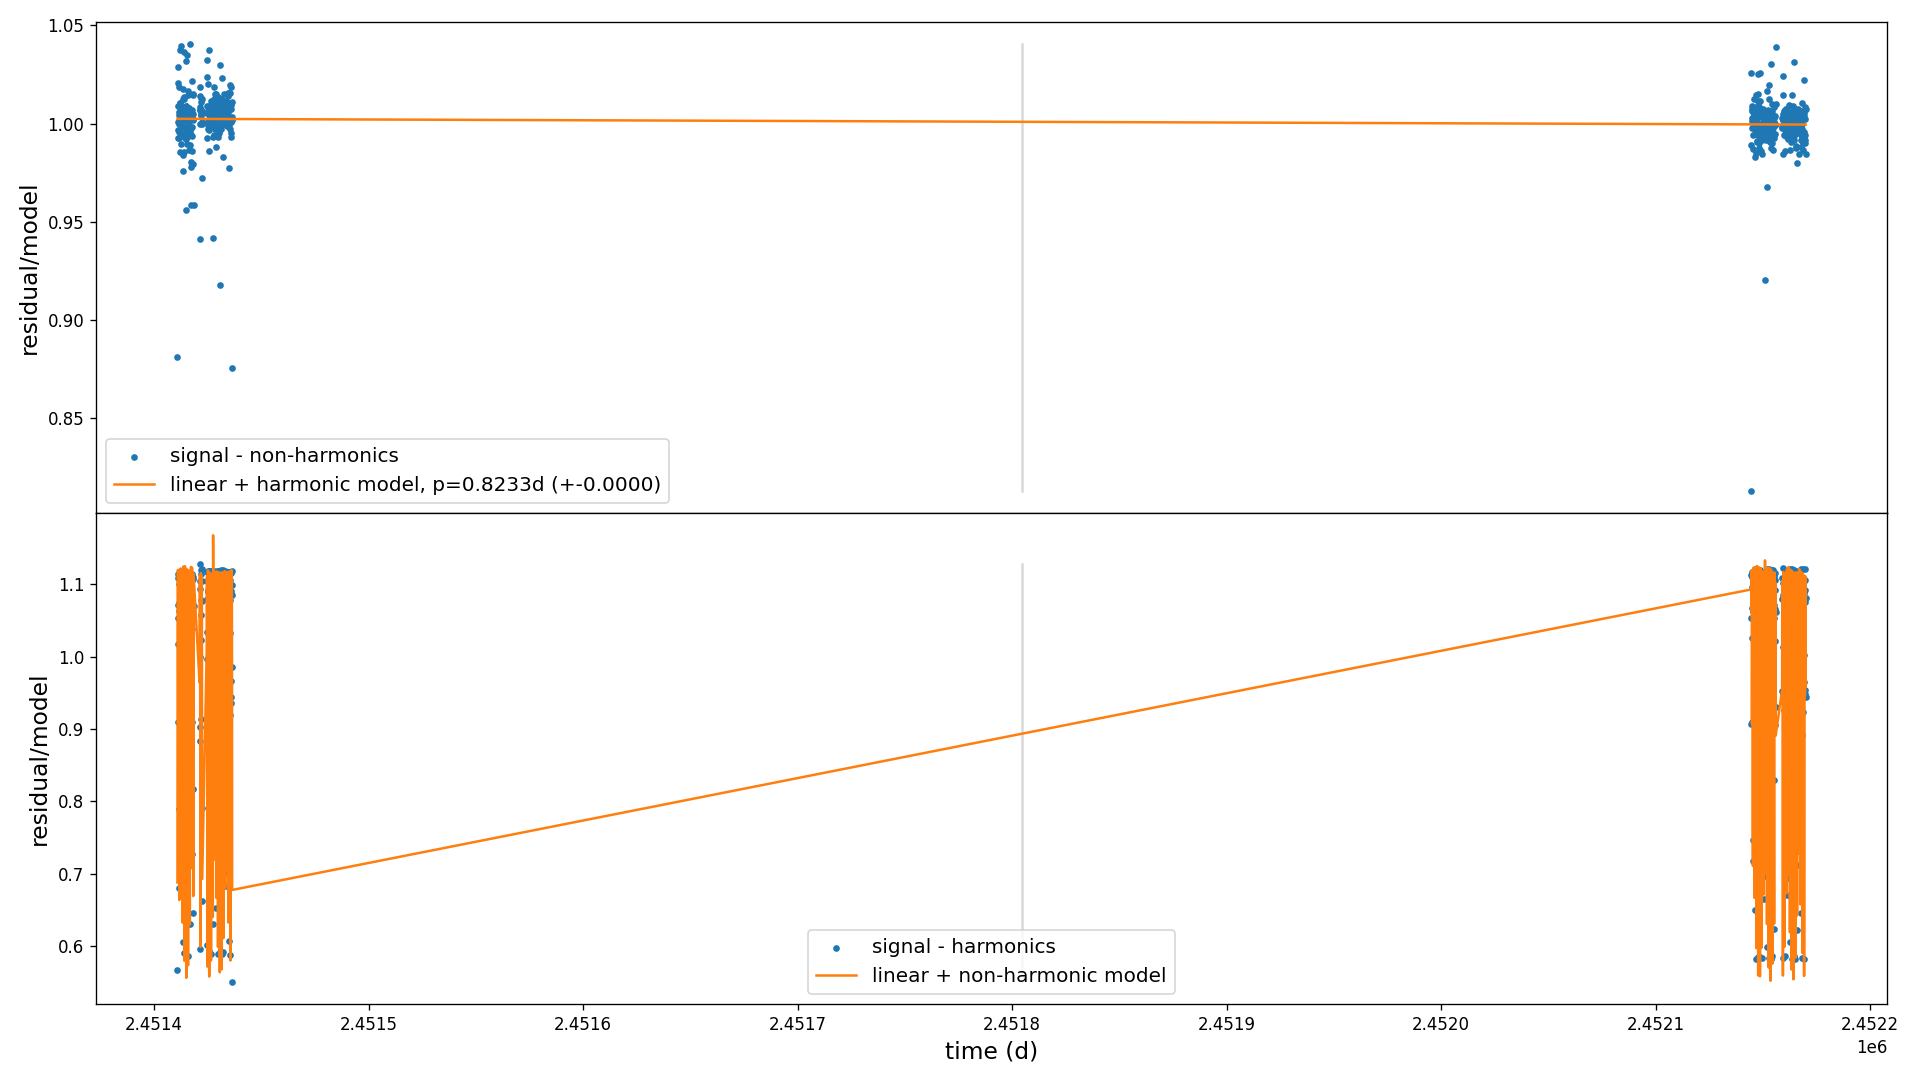 1.05
1.00
0.95
0.90
0.85
residual/model
signal - non-harmonics
linear + harmonic model, p=0.8233d (+-0.0000)
1.1
1.0
0.9
0.8
0.7
0.6
residual/model
signal - harmonics
linear + non-harmonic model
2.4514 2.4515 2.4516 2.4517 2.4518 2.4519 2.4520 2.4521 2.4522
time (d)
1e6